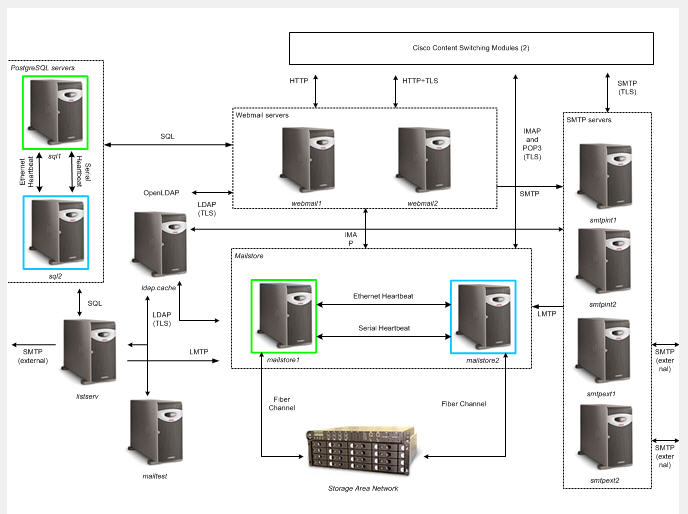 Cisco Content Switching Modules (2)
PostgreSQL servers
HTTP
HTTP+TLS
SMTP
(TLS)
Webmail servers
SMTP servers
SQL
IMAP
and
POP3
(TLS)
sql1
Ethernet
Heartbeat
Serial
Heartbeat
OpenLDAP
LDAP
(TLS)
webmail1
webmail2
SMTP
smtpint1
IMA
P
Mailstore
sql2
ldap.cache
Ethernet Heartbeat
smtpint2
SQL
LDAP
(TLS)
Serial Heartbeat
LMTP
SMTP
(external)
LMTP
mailstore1
mailstore2
SMTP
(exter
nal)
listserv
smtpext1
Fiber
Channel
Fiber Channel
SMTP
(exter
nal)
mailtest
Storage Area Network
smtpext2